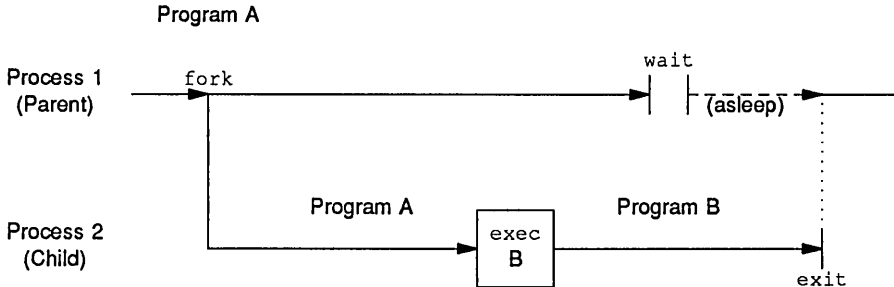 Program A
Process 1
(Parent)
fork
wait
(asleep)
Program A
Program B
Process 2
(Child)
exec
B
exit